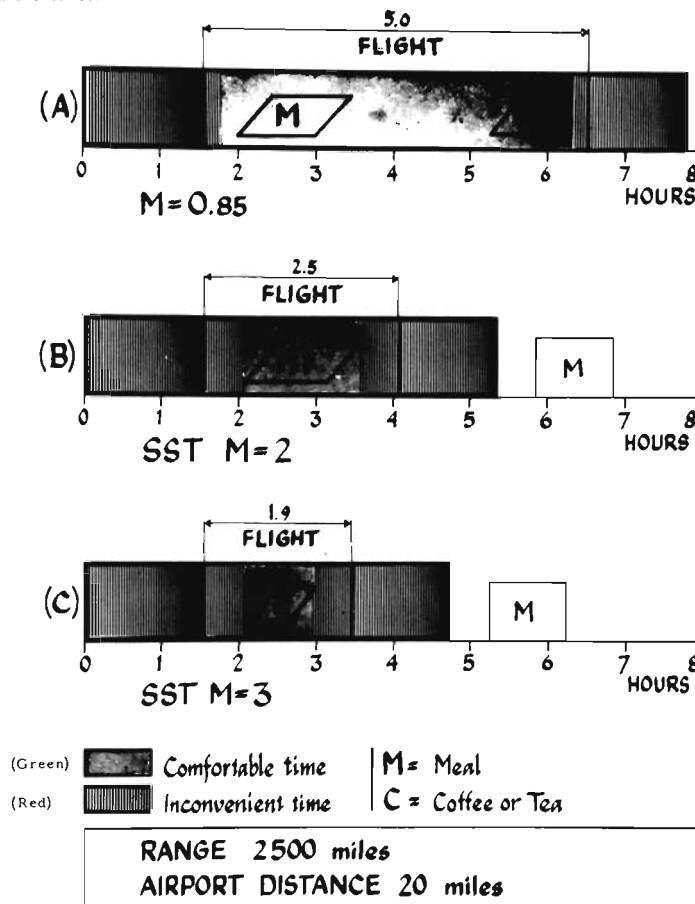 5.0
FLIGHT
(A)
M
0 1 2 3 4 5 6 7 8
HOURS
M=0.85
2.5
FLIGHT
(B)
M
0 1 2 3 4 5 6 7 8
HOURS
SST M=2
1.9
FLIGHT
(C)
M
0 1 2 3 4 5 6 7 8
HOURS
SST M=3
(Green) Comfortable time M= Meal
(Red) Inconvenient time C = Coffee or Tea
RANGE 2500 miles
AIRPORT DISTANCE 20 miles